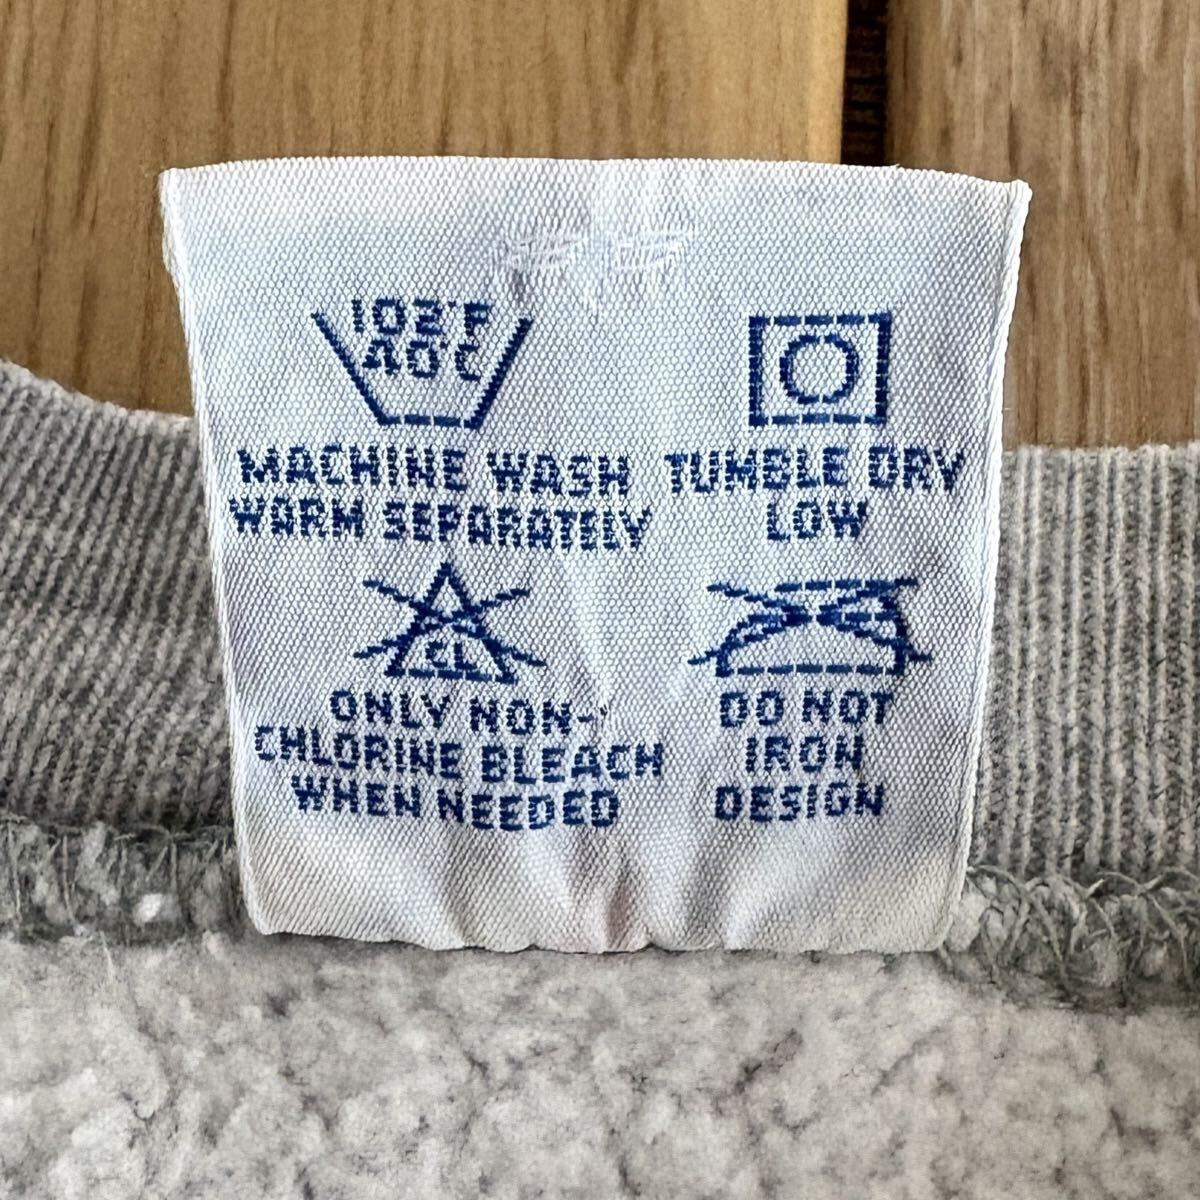 102°F
40°C
MACHINE WASH
WARM SEPARATELY
TUMBLE DRY
LOW
CL
ONLY NON-
CHLORINE BLEACH
WHEN NEEDED
DO NOT
IRON
DESIGN